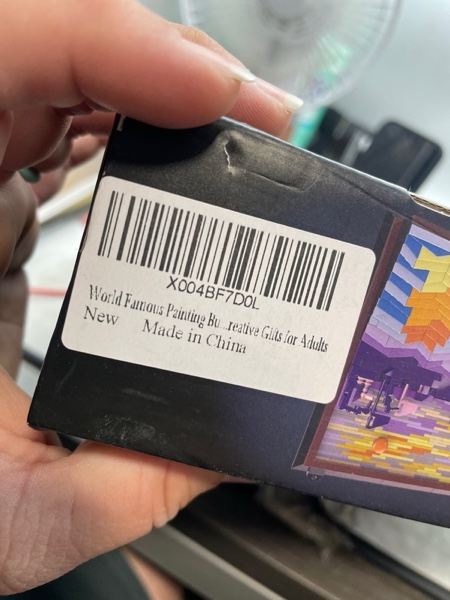 X004BF7D0L
World Famous Painting Bu...reative Gifts for Adults
New Made in China